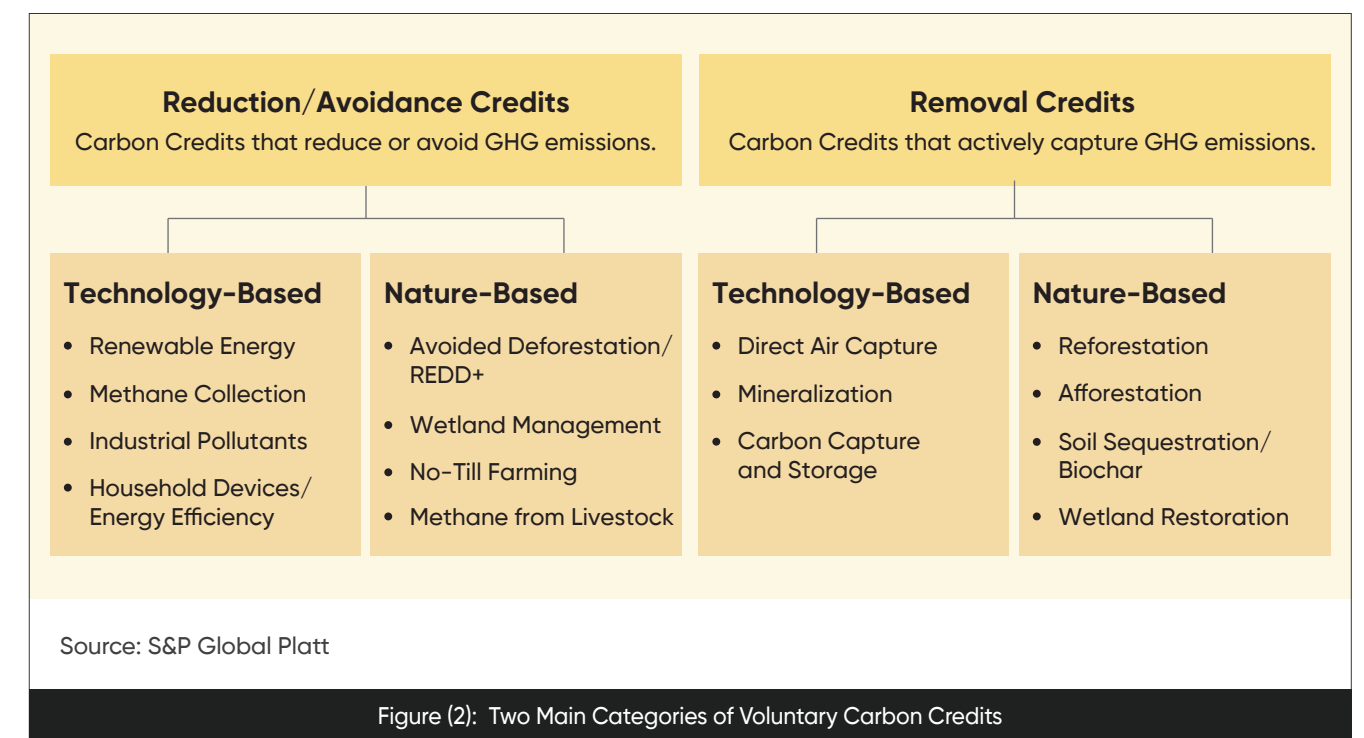 Reduction/Avoidance Credits
Carbon Credits that reduce or avoid GHG emissions.
Removal Credits
Carbon Credits that actively capture GHG emissions.
Technology-Based
• Renewable Energy
• Methane Collection
• Industrial Pollutants
• Household Devices/
Energy Efficiency
Nature-Based
• Avoided Deforestation/
REDD+
• Wetland Management
• No-Till Farming
• Methane from Livestock
Technology-Based
• Direct Air Capture
• Mineralization
• Carbon Capture
and Storage
Nature-Based
• Reforestation
• Afforestation
• Soil Sequestration/
Biochar
• Wetland Restoration
Source: S&P Global Platt
Figure (2): Two Main Categories of Voluntary Carbon Credits